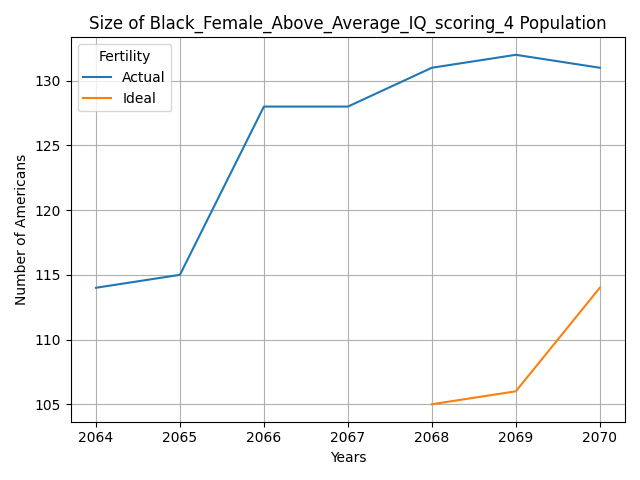 Size of Black_Female_Above_Average_IQ_scoring_4 Population
Fertility
Actual
Ideal
Number of Americans
130
125
120
115
110
105
2064 2065 2066 2067 2068 2069 2070
Years